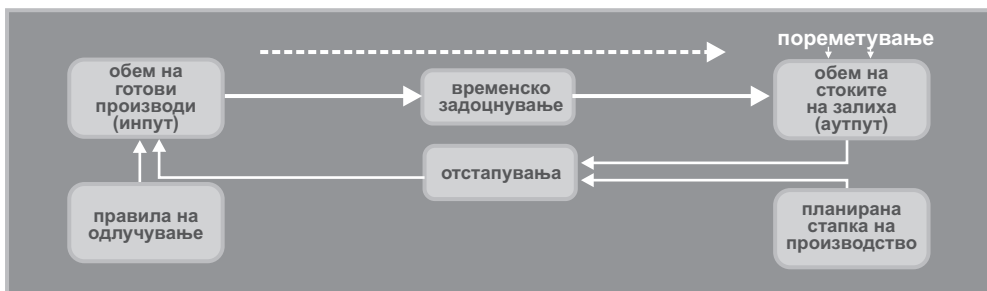 пореметување
обем на
готови
производи
(инпут)
временско
задоцнување
обем на
стоките
на залиха
(аутпут)
отстапувања
правила на
одлучување
планирана
стапка на
производство